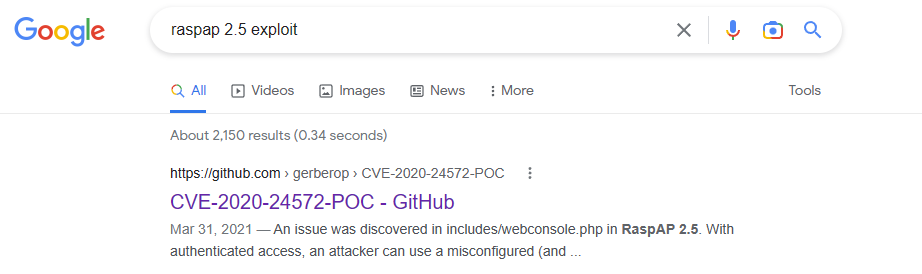 Google
raspap 2.5 exploit
All Videos Images News More Tools
About 2,150 results (0.34 seconds)
https://github.com › gerberop › CVE-2020-24572-POC
CVE-2020-24572-POC - GitHub
Mar 31, 2021 — An issue was discovered in includes/webconsole.php in RaspAP 2.5. With
authenticated access, an attacker can use a misconfigured (and ...